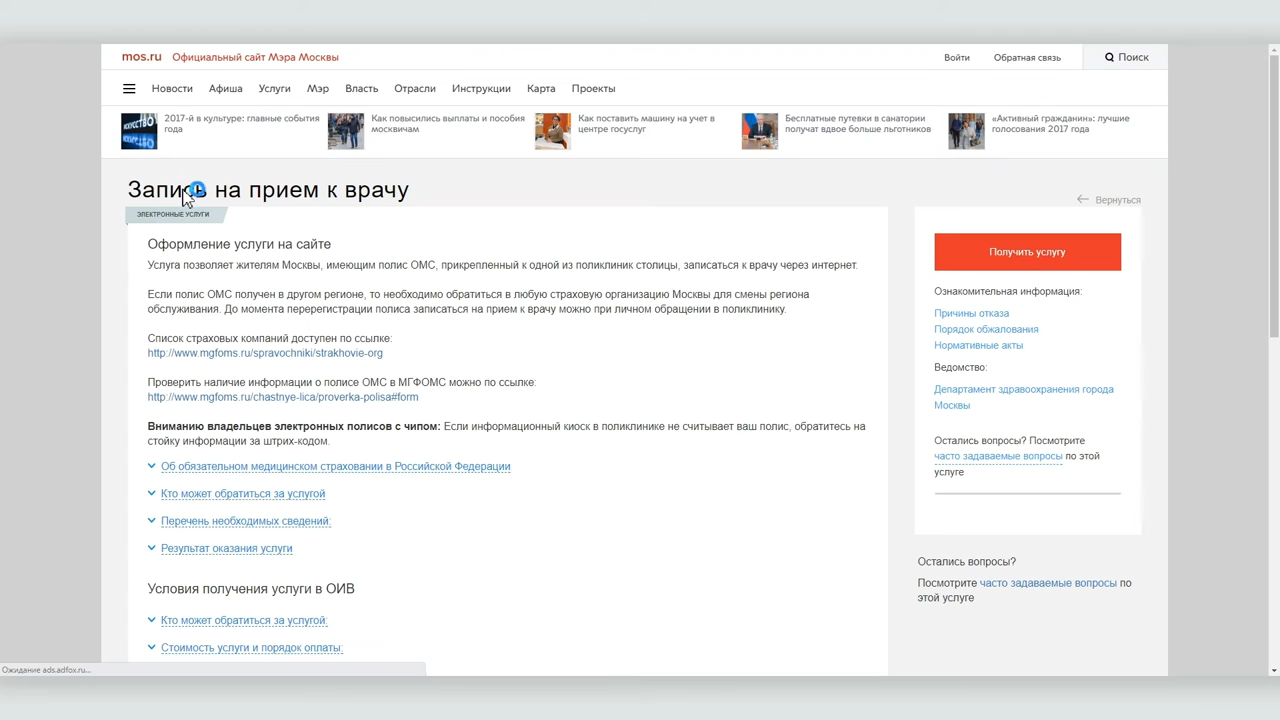 mos.ru Официальный сайт Мэра Москвы
Войти Обратная связь Поиск
Новости Афиша Услуги Мэр Власть Отрасли Инструкции Карта Проекты
2017-й в культуре: главные события
года
Как повысились выплаты и пособия
москвичам
Как поставить машину на учет в
центре госуслуг
Бесплатные путевки в санатории
получат вдвое больше льготников
«Активный гражданин»: лучшие
голосования 2017 года
Запись на прием к врачу
Вернуться
ЭЛЕКТРОННЫЕ УСЛУГИ
Оформление услуги на сайте
Услуга позволяет жителям Москвы, имеющим полис ОМС, прикрепленный к одной из поликлиник столицы, записаться к врачу через интернет.
Если полис ОМС получен в другом регионе, то необходимо обратиться в любую страховую организацию Москвы для смены региона
обслуживания. До момента перерегистрации полиса записаться на прием к врачу можно при личном обращении в поликлинику.
Список страховых компаний доступен по ссылке:
http://www.mgfoms.ru/spravochniki/strakhovie-org
Проверить наличие информации о полисе ОМС в МГФОМС можно по ссылке:
http://www.mgfoms.ru/chastnye-lica/proverka-polisa#form
Вниманию владельцев электронных полисов с чипом: Если информационный киоск в поликлинике не считывает ваш полис, обратитесь на
стойку информации за штрих-кодом.
Об обязательном медицинском страховании в Российской Федерации
Кто может обратиться за услугой
Перечень необходимых сведений:
Результат оказания услуги
Условия получения услуги в ОИВ
Кто может обратиться за услугой:
Стоимость услуги и порядок оплаты:
Получить услугу
Ознакомительная информация:
Причины отказа
Порядок обжалования
Нормативные акты
Ведомство:
Департамент здравоохранения города
Москвы
Остались вопросы? Посмотрите
часто задаваемые вопросы по этой
услуге
Остались вопросы?
Посмотрите часто задаваемые вопросы по
этой услуге
Ожидание ads.adfox.ru...